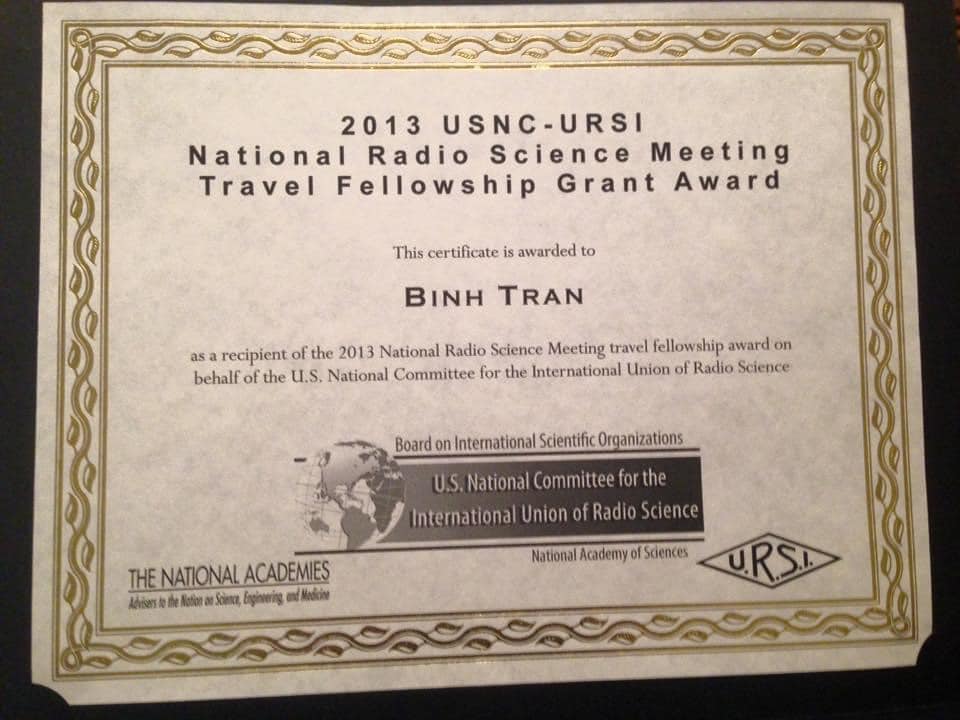 2013 USNC-URSI
National Radio Science Meeting
Travel Fellowship Grant Award
This certificate is awarded to
BINH TRAN
as a recipient of the 2013 National Radio Science Meeting travel fellowship award on
behalf of the U.S. National Committee for the International Union of Radio Science
Board on International Scientific Organizations
U.S. National Committee for the
International Union of Radio Science
National Academy of Sciences
THE NATIONAL ACADEMIES
Advisers to the Nation on Science, Engineering, and Medicine
U.R.S.I.